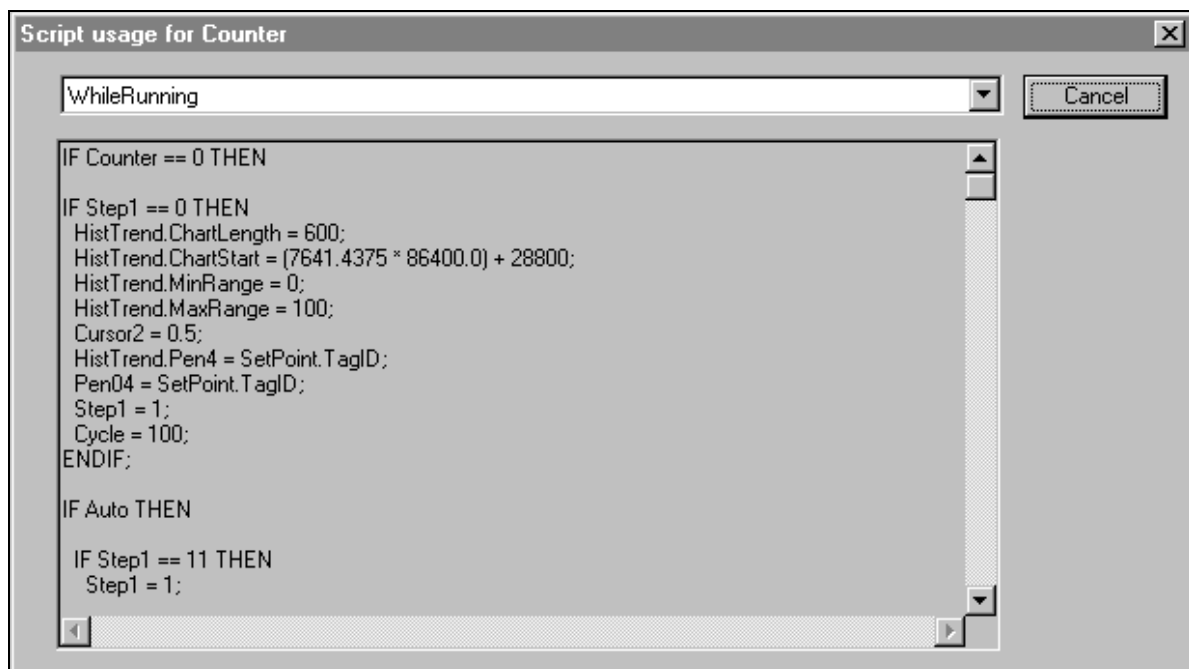 Script usage for Counter
WhileRunning
Cancel
IF Counter == 0 THEN
IF Step1 == 0 THEN
HistTrend.ChartLength = 600;
HistTrend.ChartStart = (7641.4375 * 86400.0) + 28800;
HistTrend.MinRange = 0;
HistTrend.MaxRange = 100;
Cursor2 = 0.5;
HistTrend.Pen4 = SetPoint.TagID;
Pen04 = SetPoint.TagID;
Step1 = 1;
Cycle = 100;
ENDIF;
IF Auto THEN
IF Step1 == 11 THEN
Step1 = 1;